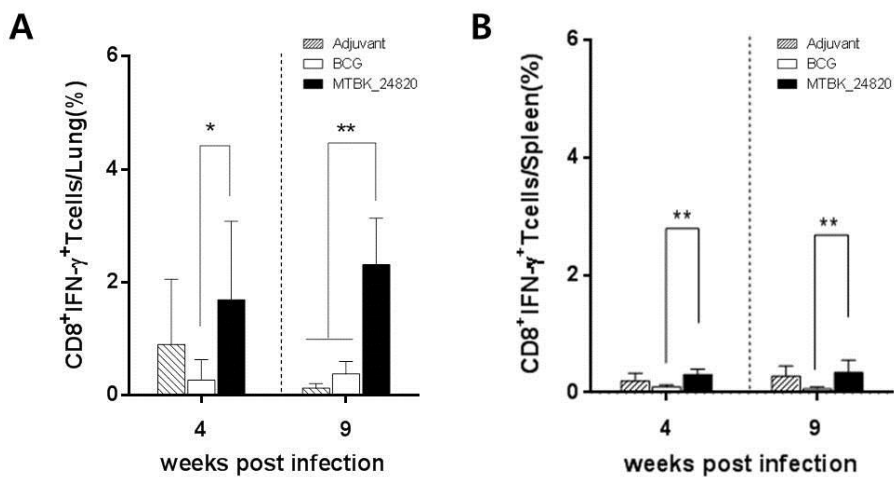 A
CD8+IFN-γ+Tcells/Lung(%)
6
4
2
0
Adjuvant
BCG
MTBK_24820
*
**
4
9
weeks post infection
B
CD8+IFN-γ+Tcells/Spleen(%)
6
4
2
0
Adjuvant
BCG
MTBK_24820
**
**
4
9
weeks post infection